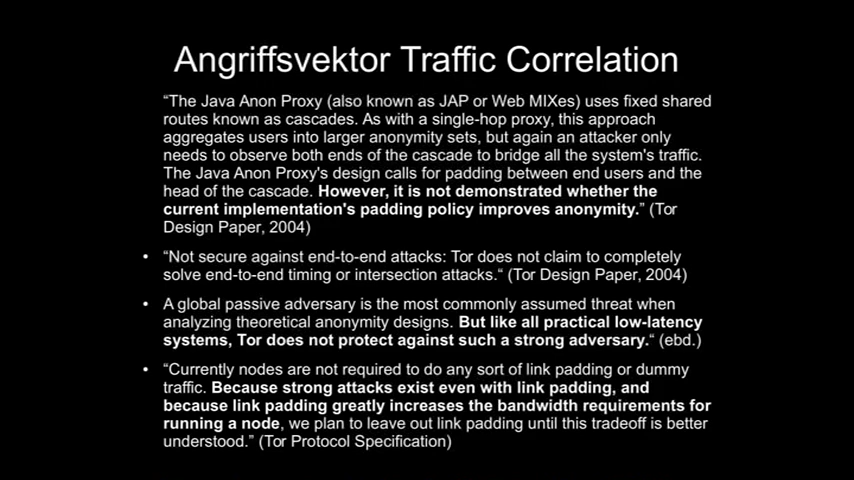 Angriffsvektor Traffic Correlation
“The Java Anon Proxy (also known as JAP or Web MIXes) uses fixed shared
routes known as cascades. As with a single-hop proxy, this approach
aggregates users into larger anonymity sets, but again an attacker only
needs to observe both ends of the cascade to bridge all the system's traffic.
The Java Anon Proxy's design calls for padding between end users and the
head of the cascade. However, it is not demonstrated whether the
current implementation's padding policy improves anonymity.” (Tor
Design Paper, 2004)
• “Not secure against end-to-end attacks: Tor does not claim to completely
solve end-to-end timing or intersection attacks.“ (Tor Design Paper, 2004)
• A global passive adversary is the most commonly assumed threat when
analyzing theoretical anonymity designs. But like all practical low-latency
systems, Tor does not protect against such a strong adversary.“ (ebd.)
• “Currently nodes are not required to do any sort of link padding or dummy
traffic. Because strong attacks exist even with link padding, and
because link padding greatly increases the bandwidth requirements for
running a node, we plan to leave out link padding until this tradeoff is better
understood.” (Tor Protocol Specification)